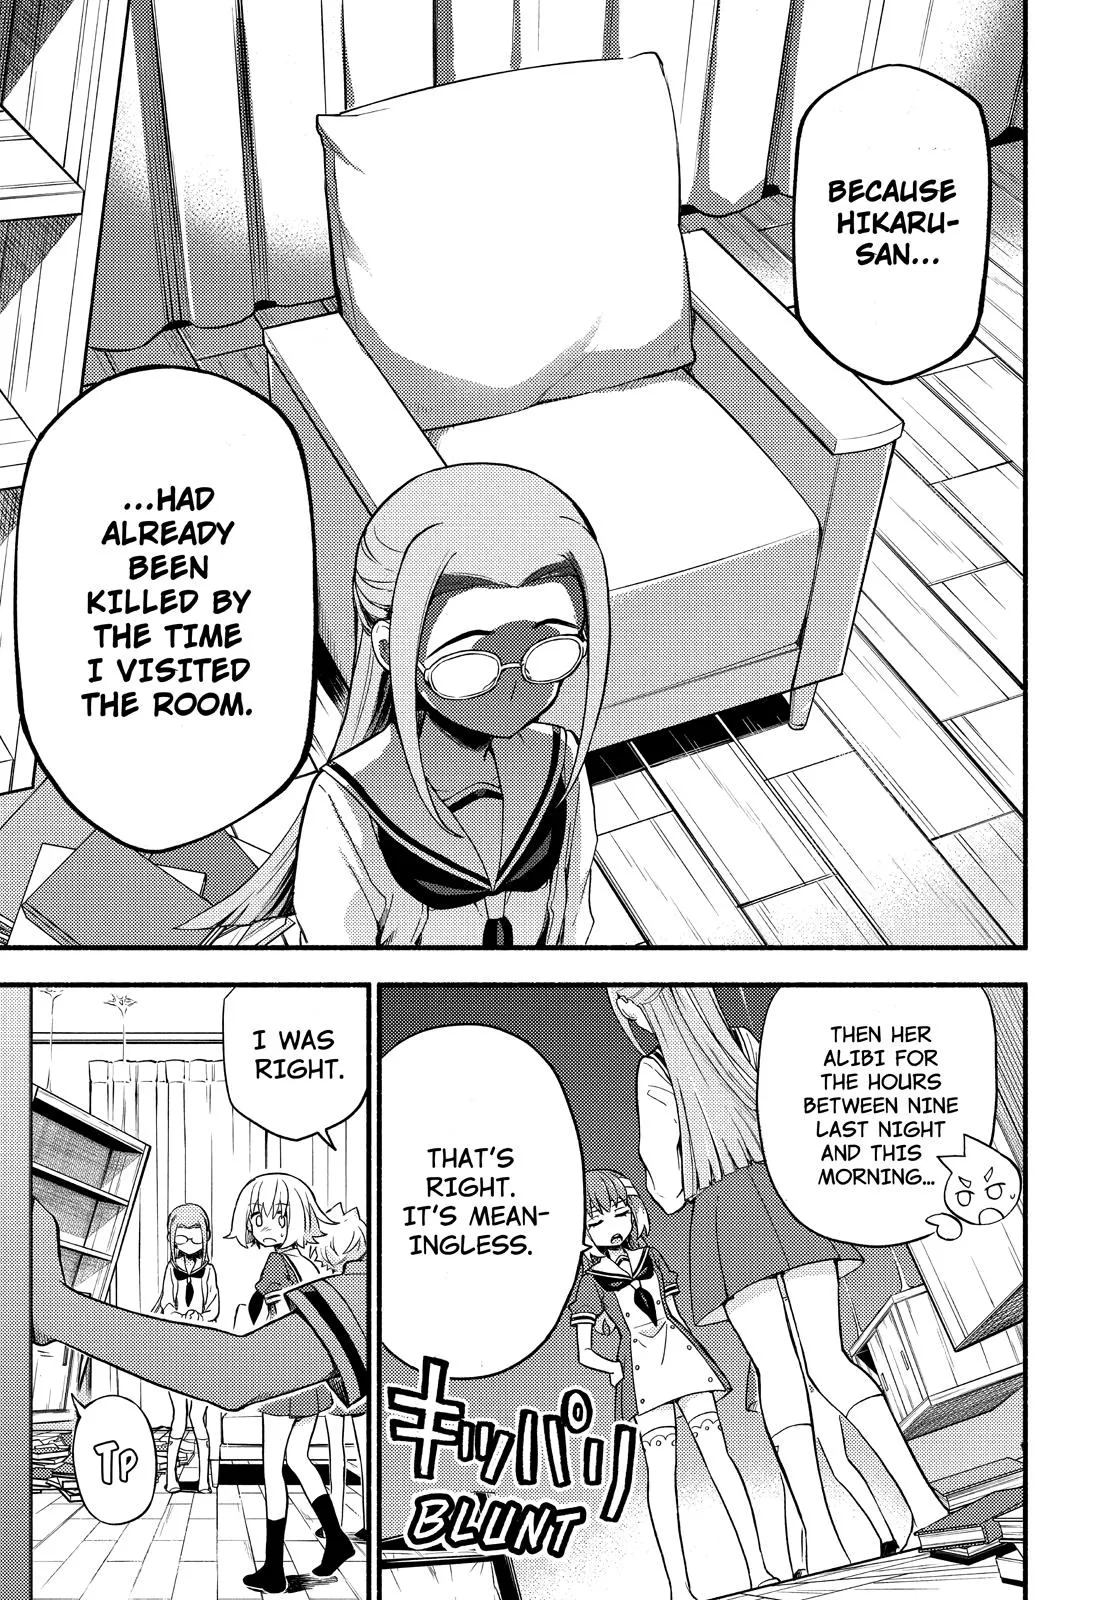 BECAUSE
HIKARU-
SAN...
...HAD
ALREADY
BEEN
KILLED BY
THE TIME
I VISITED
THE ROOM.
THEN HER
ALIBI FOR
THE HOURS
BETWEEN NINE
LAST NIGHT
AND THIS
MORNING...
THAT'S
RIGHT.
IT'S MEAN-
INGLESS.
キッパリ
BLUNT
I WAS
RIGHT.
TP